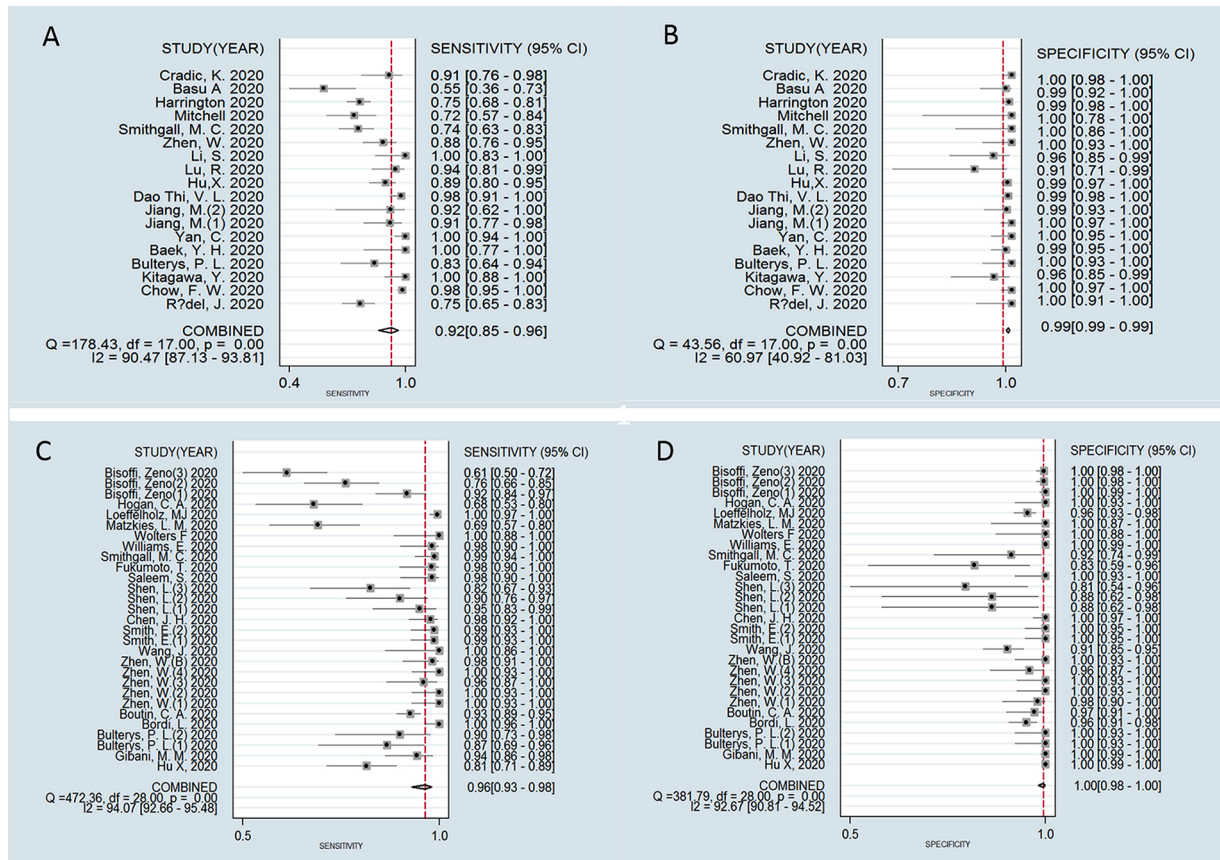 A
STUDY(YEAR) SENSITIVITY (95% CI)
Cradic, K. 2020 0.91 [0.76 - 0.98]
Basu A 2020 0.55 [0.36 - 0.73]
Harrington 2020 0.75 [0.68 - 0.81]
Mitchell 2020 0.72 [0.57 - 0.84]
Smithgall, M. C. 2020 0.74 [0.63 - 0.83]
Zhen, W. 2020 0.88 [0.76 - 0.95]
Li, S. 2020 1.00 [0.83 - 1.00]
Lu, R. 2020 0.94 [0.81 - 0.99]
Hu,X. 2020 0.89 [0.80 - 0.95]
Dao Thi, V. L. 2020 0.98 [0.91 - 1.00]
Jiang, M.(2) 2020 0.92 [0.62 - 1.00]
Jiang, M.(1) 2020 0.91 [0.77 - 0.98]
Yan, C. 2020 1.00 [0.94 - 1.00]
Baek, Y. H. 2020 1.00 [0.77 - 1.00]
Bulterys, P. L. 2020 0.83 [0.64 - 0.94]
Kitagawa, Y. 2020 1.00 [0.88 - 1.00]
Chow, F. W. 2020 0.98 [0.95 - 1.00]
R?del, J. 2020 0.75 [0.65 - 0.83]
COMBINED 0.92[0.85 - 0.96]
Q =178.43, df = 17.00, p = 0.00
I2 = 90.47 [87.13 - 93.81]
0.4 1.0
SENSITIVITY
B
STUDY(YEAR) SPECIFICITY (95% CI)
Cradic, K. 2020 1.00 [0.98 - 1.00]
Basu A 2020 0.99 [0.92 - 1.00]
Harrington 2020 0.99 [0.98 - 1.00]
Mitchell 2020 1.00 [0.78 - 1.00]
Smithgall, M. C. 2020 1.00 [0.86 - 1.00]
Zhen, W. 2020 1.00 [0.93 - 1.00]
Li, S. 2020 0.96 [0.85 - 0.99]
Lu, R. 2020 0.91 [0.71 - 0.99]
Hu,X. 2020 0.99 [0.97 - 1.00]
Dao Thi, V. L. 2020 0.99 [0.98 - 1.00]
Jiang, M.(2) 2020 0.99 [0.93 - 1.00]
Jiang, M.(1) 2020 1.00 [0.97 - 1.00]
Yan, C. 2020 1.00 [0.95 - 1.00]
Baek, Y. H. 2020 0.99 [0.95 - 1.00]
Bulterys, P. L. 2020 1.00 [0.93 - 1.00]
Kitagawa, Y. 2020 0.96 [0.85 - 0.99]
Chow, F. W. 2020 1.00 [0.97 - 1.00]
R?del, J. 2020 1.00 [0.91 - 1.00]
COMBINED 0.99[0.99 - 0.99]
Q = 43.56, df = 17.00, p = 0.00
I2 = 60.97 [40.92 - 81.03]
0.7 1.0
SPECIFICITY
C
STUDY(YEAR) SENSITIVITY (95% CI)
Bisoffi, Zeno(3) 2020 0.61 [0.50 - 0.72]
Bisoffi, Zeno(2) 2020 0.76 [0.66 - 0.85]
Bisoffi, Zeno(1) 2020 0.92 [0.84 - 0.97]
Hogan, C. A. 2020 0.68 [0.53 - 0.80]
Loeffelholz, MJ 2020 1.00 [0.97 - 1.00]
Matzkies, L. M. 2020 0.69 [0.57 - 0.80]
Wolters F 2020 1.00 [0.88 - 1.00]
Williams, E. 2020 0.98 [0.90 - 1.00]
Smithgall, M. C. 2020 0.99 [0.94 - 1.00]
Fukumoto, T. 2020 0.98 [0.90 - 1.00]
Saleem, S. 2020 0.98 [0.90 - 1.00]
Shen, L.(3) 2020 0.82 [0.67 - 0.93]
Shen, L.(2) 2020 0.90 [0.76 - 0.97]
Shen, L.(1) 2020 0.95 [0.83 - 0.99]
Chen, J. H. 2020 0.98 [0.92 - 1.00]
Smith, E.(2) 2020 0.99 [0.93 - 1.00]
Smith, E.(1) 2020 0.99 [0.93 - 1.00]
Wang, J. 2020 1.00 [0.86 - 1.00]
Zhen, W.(B) 2020 0.98 [0.91 - 1.00]
Zhen, W.(4) 2020 1.00 [0.93 - 1.00]
Zhen, W.(3) 2020 0.96 [0.87 - 1.00]
Zhen, W.(2) 2020 1.00 [0.93 - 1.00]
Zhen, W.(1) 2020 1.00 [0.93 - 1.00]
Boutin, C. A. 2020 0.93 [0.89 - 0.95]
Bordi, L. 2020 1.00 [0.96 - 1.00]
Bulterys, P. L.(2) 2020 0.90 [0.73 - 0.98]
Bulterys, P. L.(1) 2020 0.87 [0.69 - 0.96]
Gibani, M. M. 2020 0.94 [0.86 - 0.98]
Hu X, 2020 0.81 [0.71 - 0.89]
COMBINED 0.96[0.93 - 0.98]
Q =472.36, df = 28.00, p = 0.00
I2 = 94.07 [92.66 - 95.48]
0.5 1.0
SENSITIVITY
D
STUDY(YEAR) SPECIFICITY (95% CI)
Bisoffi, Zeno(3) 2020 1.00 [0.98 - 1.00]
Bisoffi, Zeno(2) 2020 1.00 [0.98 - 1.00]
Bisoffi, Zeno(1) 2020 1.00 [0.99 - 1.00]
Hogan, C. A. 2020 1.00 [0.93 - 1.00]
Loeffelholz, MJ 2020 0.96 [0.93 - 0.98]
Matzkies, L. M. 2020 1.00 [0.87 - 1.00]
Wolters F 2020 1.00 [0.88 - 1.00]
Williams, E. 2020 1.00 [0.99 - 1.00]
Smithgall, M. C. 2020 0.92 [0.74 - 0.99]
Fukumoto, T. 2020 0.83 [0.59 - 0.96]
Saleem, S. 2020 1.00 [0.93 - 1.00]
Shen, L.(3) 2020 0.81 [0.54 - 0.96]
Shen, L.(2) 2020 0.88 [0.62 - 0.98]
Shen, L.(1) 2020 0.88 [0.62 - 0.98]
Chen, J. H. 2020 1.00 [0.97 - 1.00]
Smith, E.(2) 2020 1.00 [0.95 - 1.00]
Smith, E.(1) 2020 1.00 [0.95 - 1.00]
Wang, J. 2020 0.91 [0.85 - 0.95]
Zhen, W.(B) 2020 1.00 [0.93 - 1.00]
Zhen, W.(4) 2020 0.96 [0.87 - 1.00]
Zhen, W.(3) 2020 1.00 [0.93 - 1.00]
Zhen, W.(2) 2020 1.00 [0.93 - 1.00]
Zhen, W.(1) 2020 0.98 [0.90 - 1.00]
Boutin, C. A. 2020 0.97 [0.91 - 1.00]
Bordi, L. 2020 0.96 [0.91 - 0.98]
Bulterys, P. L.(2) 2020 1.00 [0.93 - 1.00]
Bulterys, P. L.(1) 2020 1.00 [0.93 - 1.00]
Gibani, M. M. 2020 1.00 [0.99 - 1.00]
Hu X, 2020 1.00 [0.99 - 1.00]
COMBINED 1.00[0.98 - 1.00]
Q =381.79, df = 28.00, p = 0.00
I2 = 92.67 [90.81 - 94.52]
0.5 1.0
SPECIFICITY